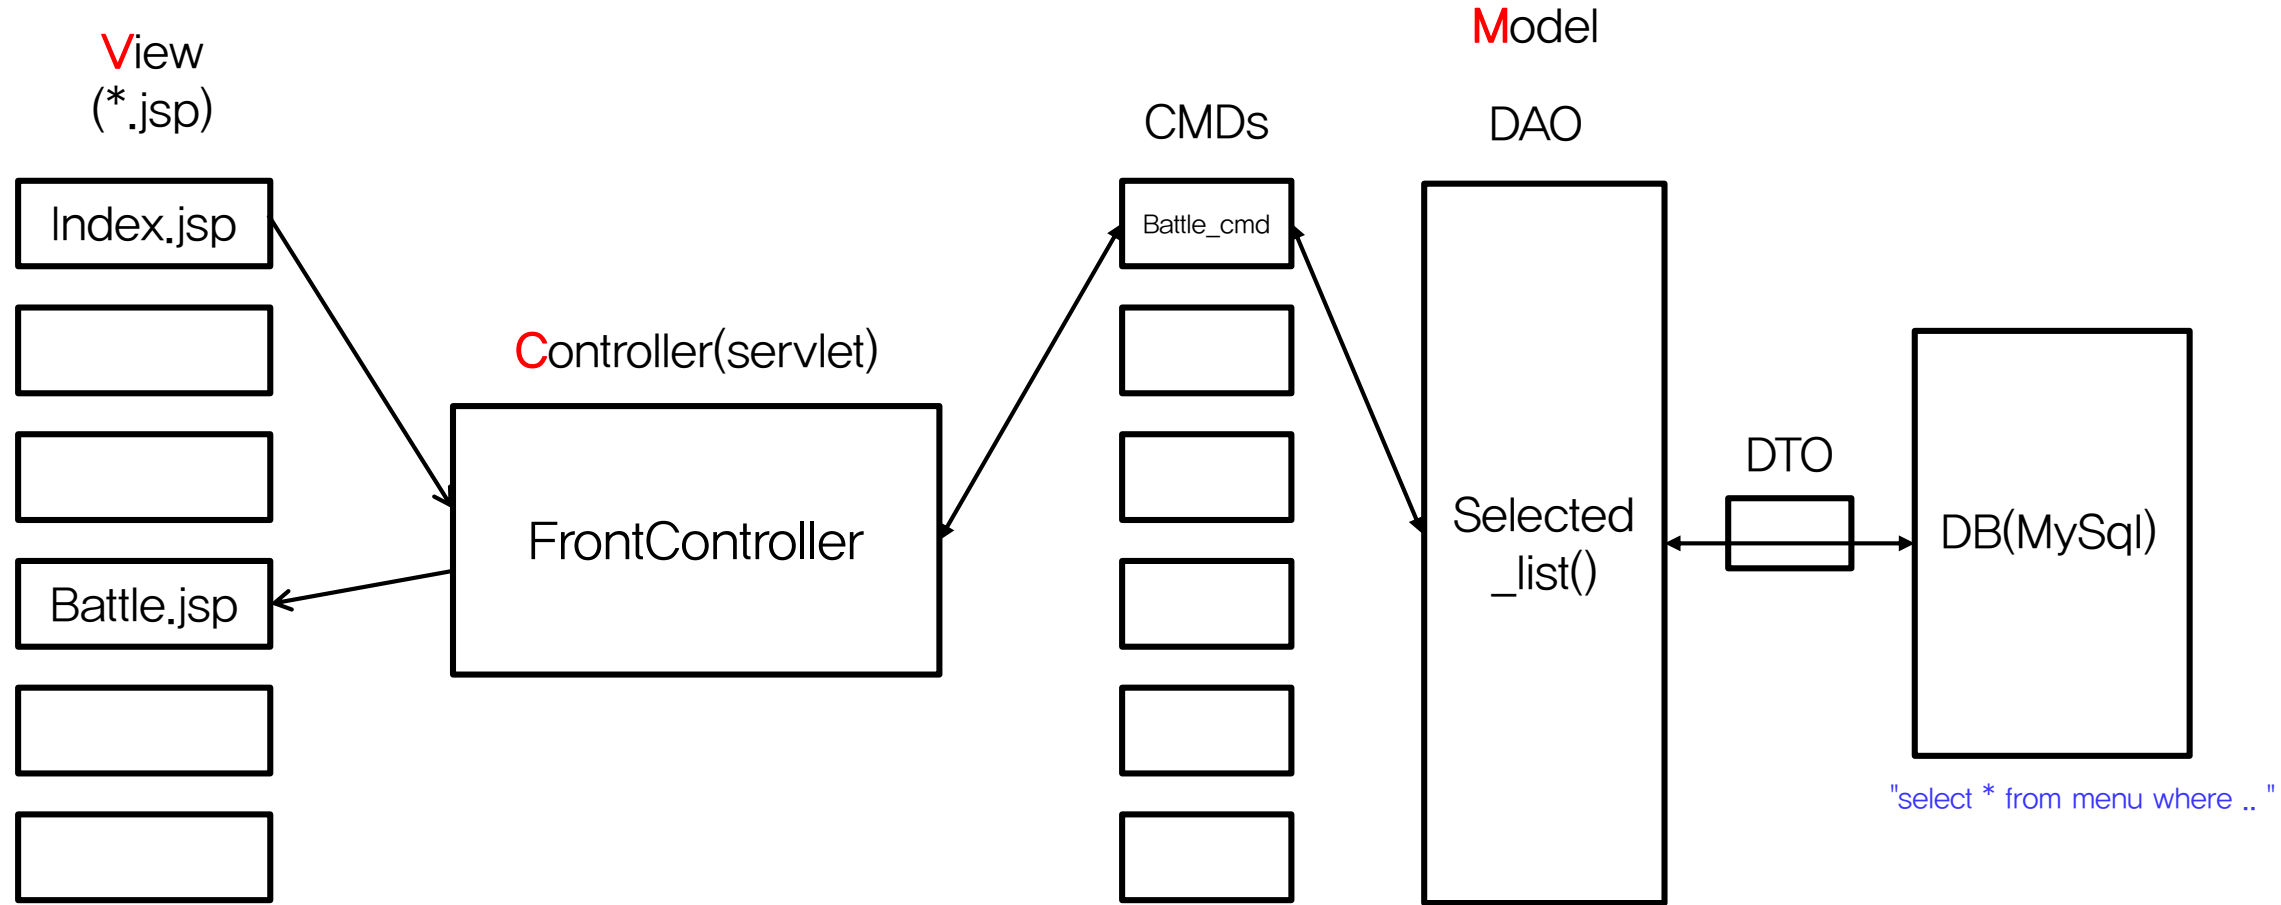 View
(*.jsp)
Model
CMDs
DAO
Index.jsp
Battle_cmd
Controller(servlet)
FrontController
Selected
_list()
DTO
DB(MySql)
Battle.jsp
"select * from menu where .. "